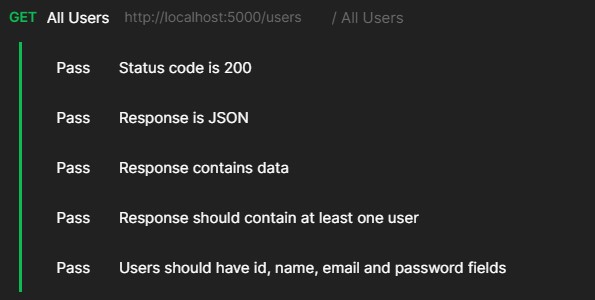 GET All Users http://localhost:5000/users / All Users
Pass Status code is 200
Pass Response is JSON
Pass Response contains data
Pass Response should contain at least one user
Pass Users should have id, name, email and password fields